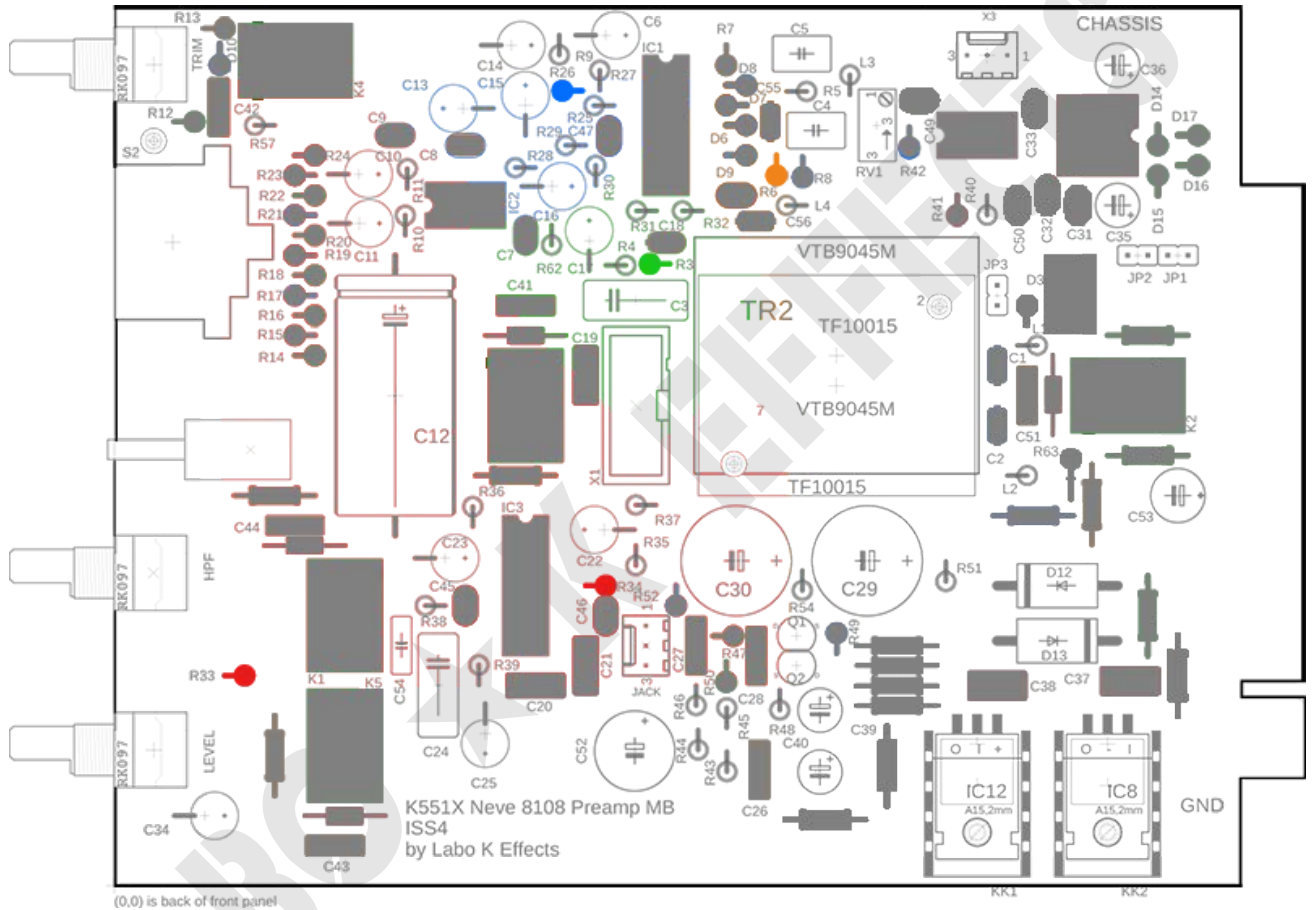 R13
TRIM
D10
K4
RK097
R12
C42
R57
S2
C14
C6
C15
R9
R26
R27
IC1
C13
R25
C47
R29
R28
C9
C10
C8
R24
R23
R22
R21
R20
R19
R18
R17
R16
R15
R14
R11
R10
C11
IC2
C16
R30
C7
R62
C1
R4
R31
C18
R3
R32
C3
C41
C19
X1
R7
D8
C55
D7
D6
D9
R6
R8
L4
C56
C5
R5
L3
C4
RV1
1
3
3
R42
C49
X3
3
1
CHASSIS
C36
C33
D14
D17
D16
D15
R41
R40
C50
C32
C31
C35
JP2
JP1
JP3
D3
C1
C51
C2
R63
L2
K2
C53
VTB9045M
TR2
TF10015
2
7
VTB9045M
TF10015
C12
1
C44
HPF
RK097
K1
K5
R33
R36
IC3
C23
C45
R38
C54
C24
R39
C25
C20
C21
C22
R37
R35
R34
R52
C46
1
3
JACK
C27
R47
R50
C28
R46
R45
R44
R43
C52
C26
C30
C29
R51
R54
Q1
Q2
R49
R48
C40
C39
D12
D13
C38
C37
O
T
+
IC12
A15,2mm
KK1
O
-
I
IC8
A15,2mm
KK2
GND
LEVEL
RK097
C34
C43
K551X Neve 8108 Preamp MB
ISS4
by Labo K Effects
(0,0) is back of front panel